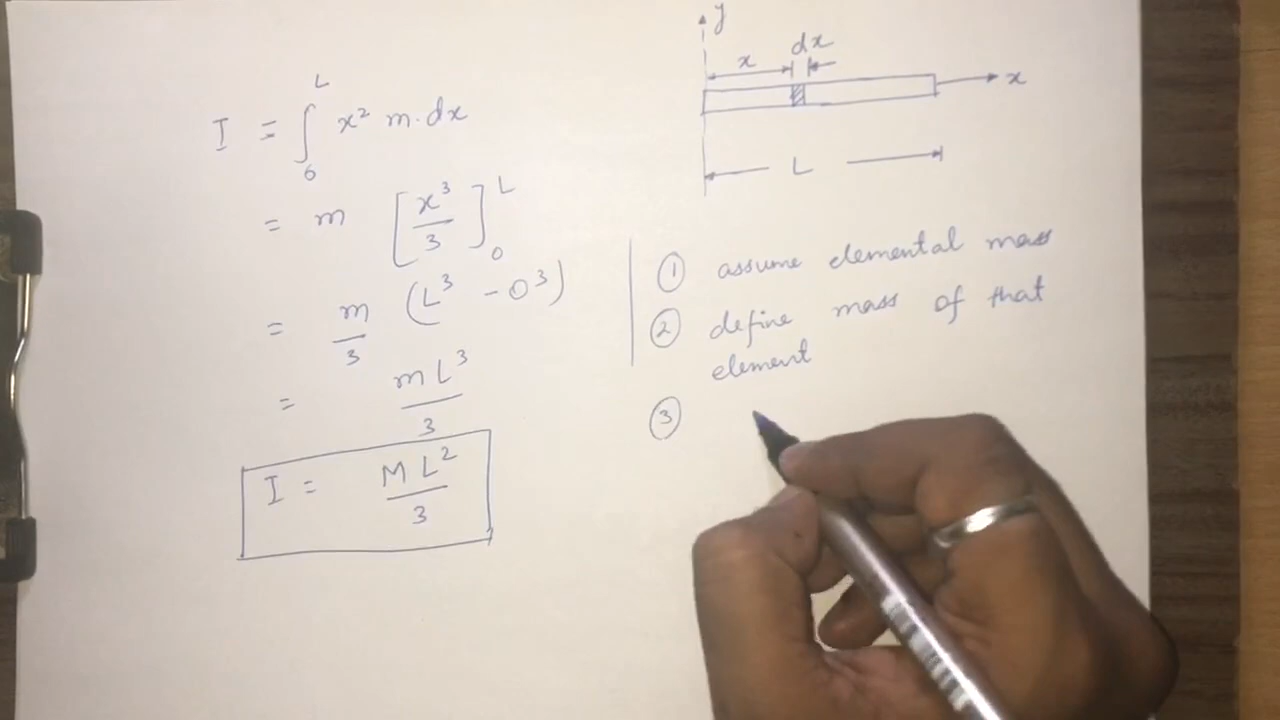 I = ∫₀ᴸ x² m.dx
= m [x³/3]₀ᴸ
= m/3 (L³ - 0³)
= mL³/3
I = ML²/3
y
dx
x
x
L
① assume elemental mass
② define mass of that
element
③